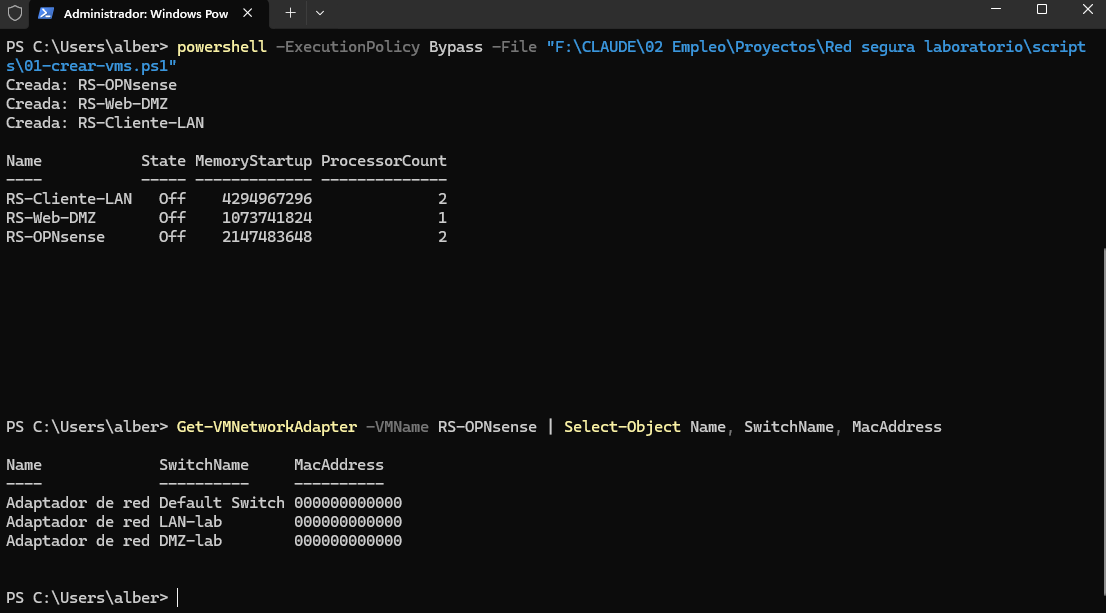 Administrador: Windows Pow
PS C:\Users\alber> powershell -ExecutionPolicy Bypass -File "F:\CLAUDE\02 Empleo\Proyectos\Red segura laboratorio\script
s\01-crear-vms.ps1"
Creada: RS-OPNsense
Creada: RS-Web-DMZ
Creada: RS-Cliente-LAN
Name State MemoryStartup ProcessorCount
---- ----- ------------- --------------
RS-Cliente-LAN Off 4294967296 2
RS-Web-DMZ Off 1073741824 1
RS-OPNsense Off 2147483648 2
PS C:\Users\alber> Get-VMNetworkAdapter -VMName RS-OPNsense | Select-Object Name, SwitchName, MacAddress
Name SwitchName MacAddress
---- ---------- ----------
Adaptador de red Default Switch 000000000000
Adaptador de red LAN-lab 000000000000
Adaptador de red DMZ-lab 000000000000
PS C:\Users\alber>